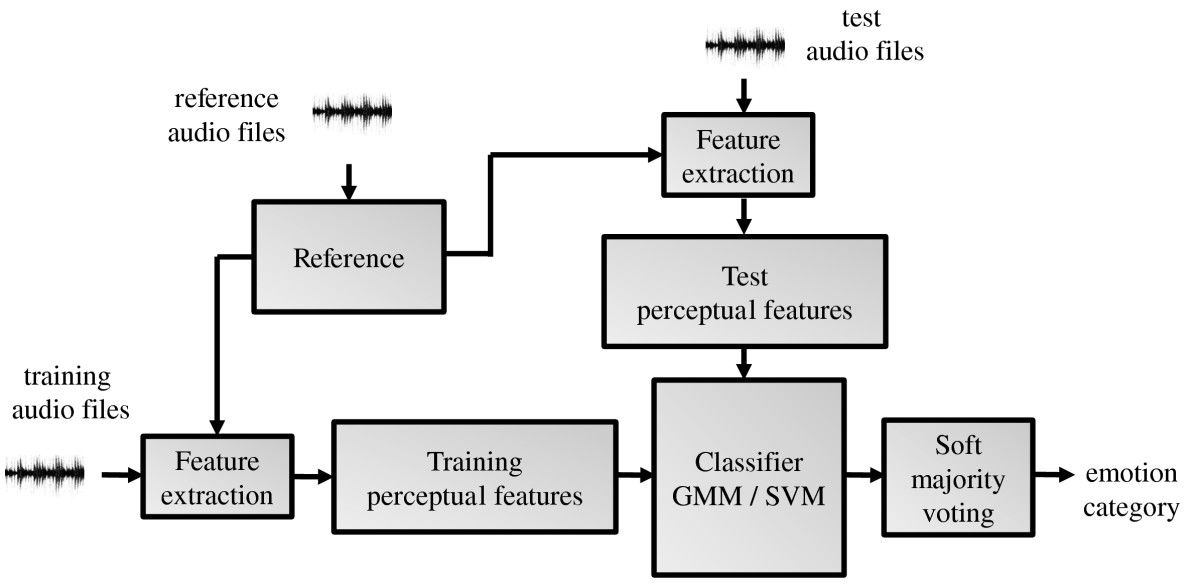 test
audio files
reference
audio files
Feature
extraction
Reference
Test
perceptual features
training
audio files
Feature
extraction
Training
perceptual features
Classifier
GMM / SVM
Soft
majority
voting
emotion
category